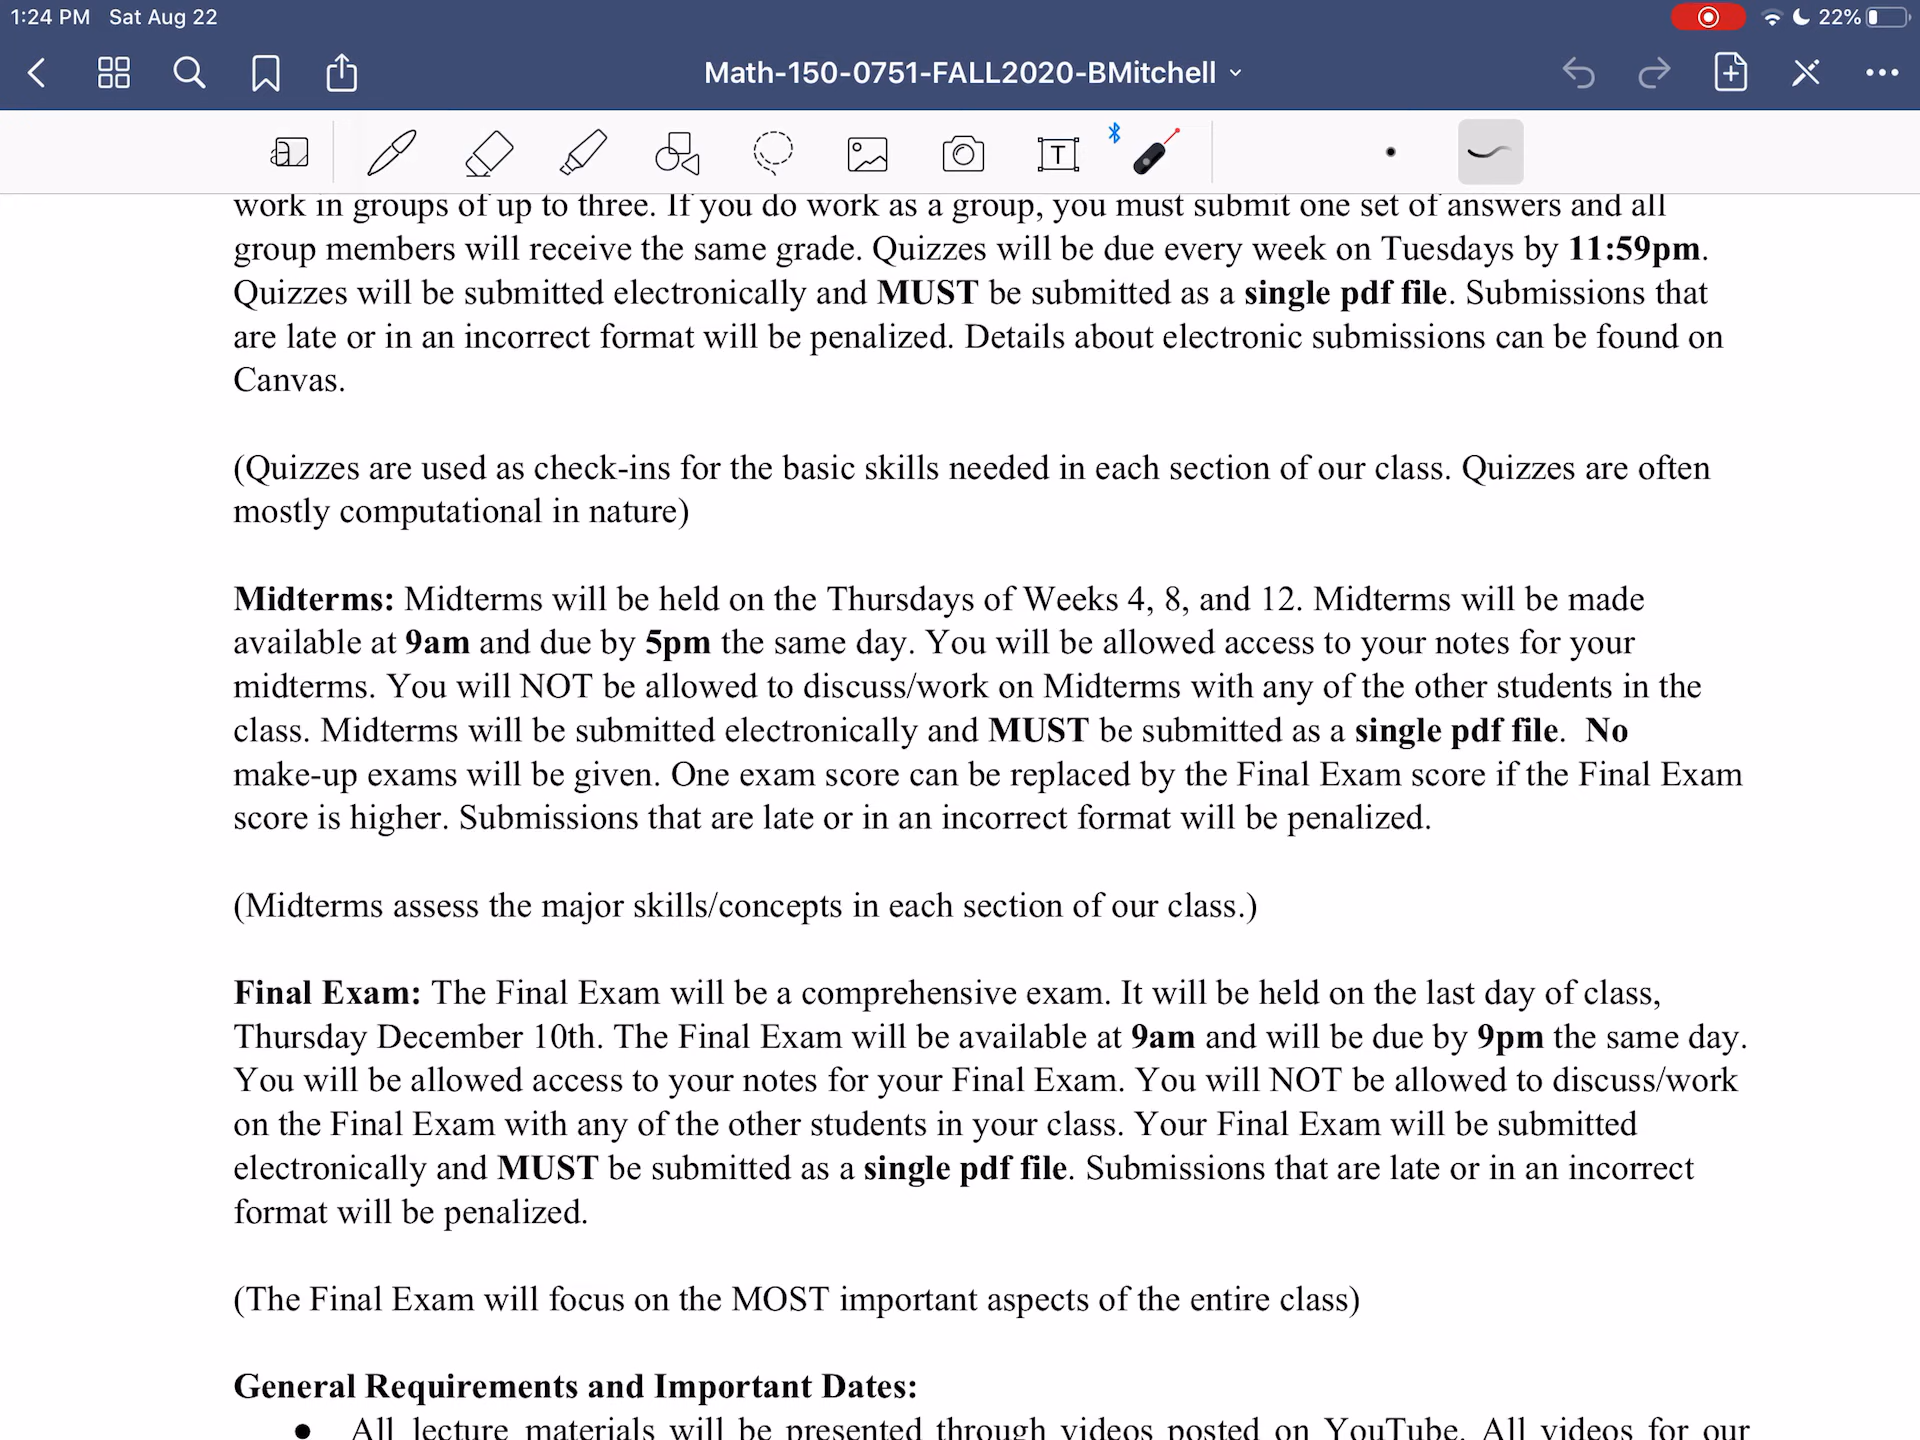 1:24 PM Sat Aug 22
22%
Math-150-0751-FALL2020-BMitchell
a
T
work in groups of up to three. If you do work as a group, you must submit one set of answers and all
group members will receive the same grade. Quizzes will be due every week on Tuesdays by 11:59pm.
Quizzes will be submitted electronically and MUST be submitted as a single pdf file. Submissions that
are late or in an incorrect format will be penalized. Details about electronic submissions can be found on
Canvas.
(Quizzes are used as check-ins for the basic skills needed in each section of our class. Quizzes are often
mostly computational in nature)
Midterms: Midterms will be held on the Thursdays of Weeks 4, 8, and 12. Midterms will be made
available at 9am and due by 5pm the same day. You will be allowed access to your notes for your
midterms. You will NOT be allowed to discuss/work on Midterms with any of the other students in the
class. Midterms will be submitted electronically and MUST be submitted as a single pdf file. No
make-up exams will be given. One exam score can be replaced by the Final Exam score if the Final Exam
score is higher. Submissions that are late or in an incorrect format will be penalized.
(Midterms assess the major skills/concepts in each section of our class.)
Final Exam: The Final Exam will be a comprehensive exam. It will be held on the last day of class,
Thursday December 10th. The Final Exam will be available at 9am and will be due by 9pm the same day.
You will be allowed access to your notes for your Final Exam. You will NOT be allowed to discuss/work
on the Final Exam with any of the other students in your class. Your Final Exam will be submitted
electronically and MUST be submitted as a single pdf file. Submissions that are late or in an incorrect
format will be penalized.
(The Final Exam will focus on the MOST important aspects of the entire class)
General Requirements and Important Dates:
● All lecture materials will be presented through videos posted on YouTube. All videos for our